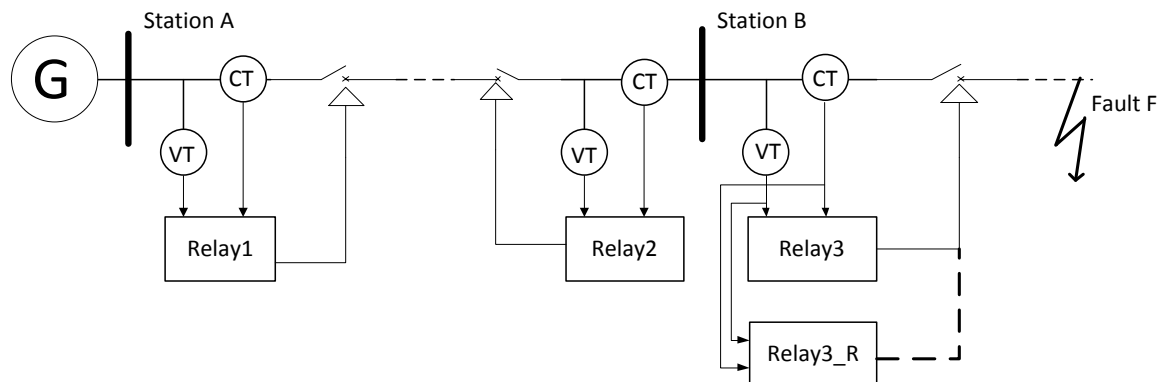 Station A
Station B
G
CT
CT
CT
Fault F
VT
VT
VT
Relay1
Relay2
Relay3
Relay3_R